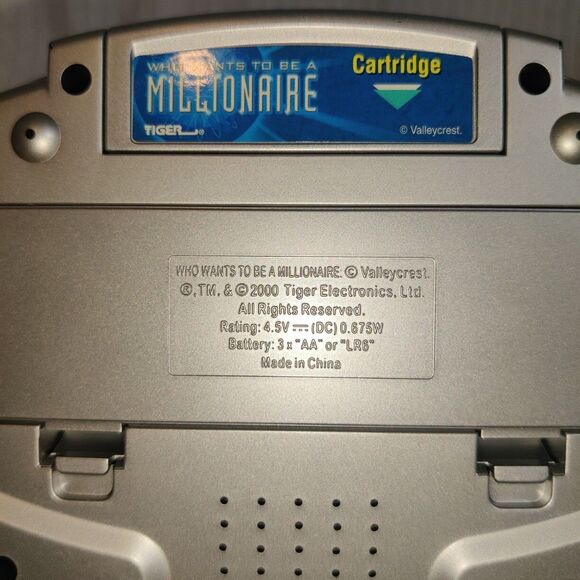 WHO WANTS TO BE A
MILLIONAIRE
Cartridge
TIGER®
© Valleycrest.
WHO WANTS TO BE A MILLIONAIRE. © Valleycrest.
®,TM, & © 2000 Tiger Electronics, Ltd.
All Rights Reserved.
Rating: 4.5V ⎓ (DC) 0.675W
Battery: 3 x "AA" or "LR6"
Made in China